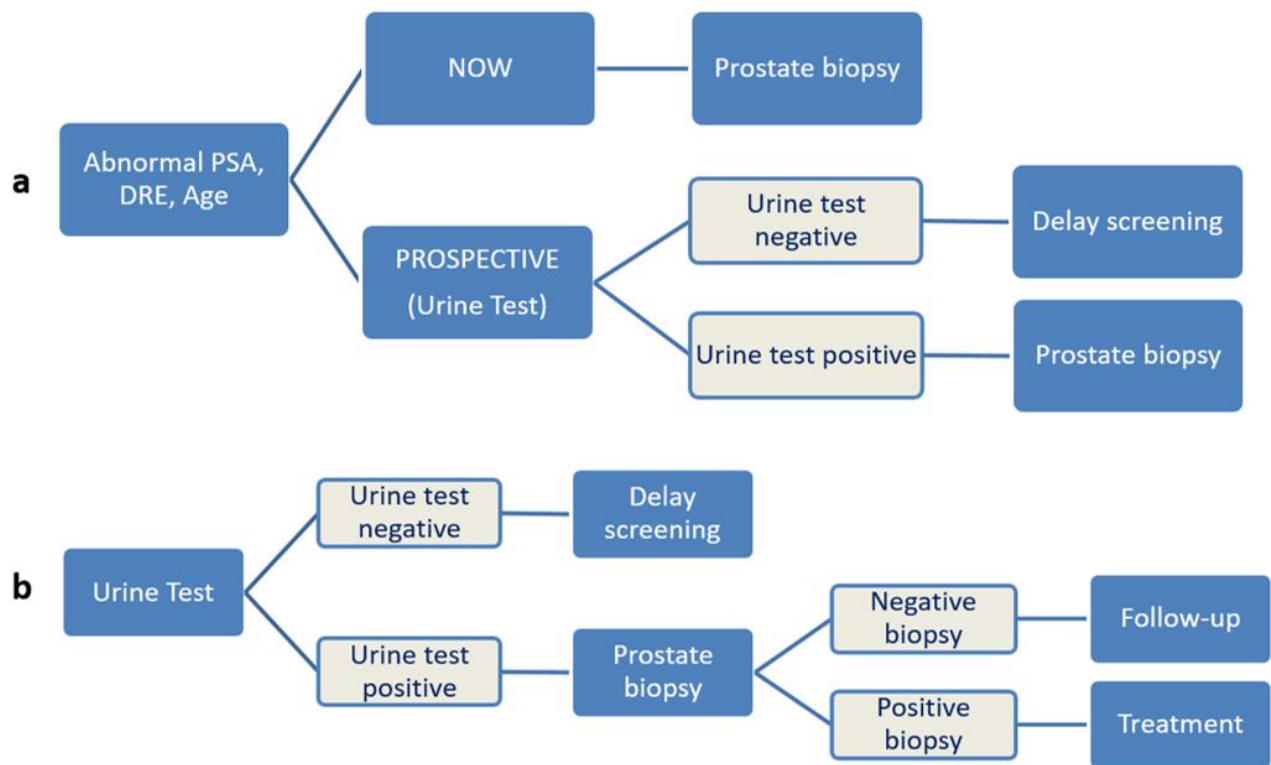 a
Abnormal PSA,
DRE, Age
NOW
Prostate biopsy
PROSPECTIVE
(Urine Test)
Urine test
negative
Delay screening
Urine test positive
Prostate biopsy
b
Urine Test
Urine test
negative
Delay
screening
Urine test
positive
Prostate
biopsy
Negative
biopsy
Follow-up
Positive
biopsy
Treatment